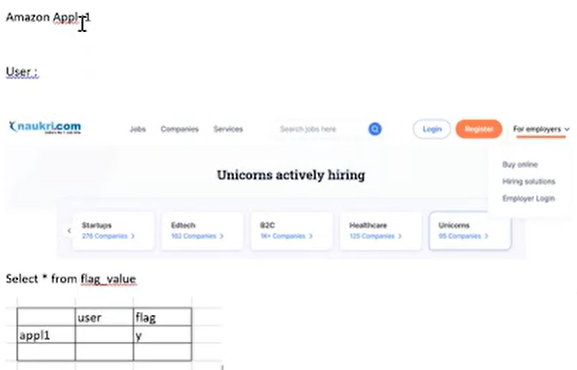 Amazon Appl-1
User :
naukri.com
Jobs Companies Services Search jobs here Login Register For employers
Buy online
Hiring solutions
Employer Login
Unicorns actively hiring
Startups
276 Companies >
Edtech
162 Companies >
B2C
1K+ Companies >
Healthcare
125 Companies >
Unicorns
95 Companies >
Select * from flag_value
user flag
appl1 y